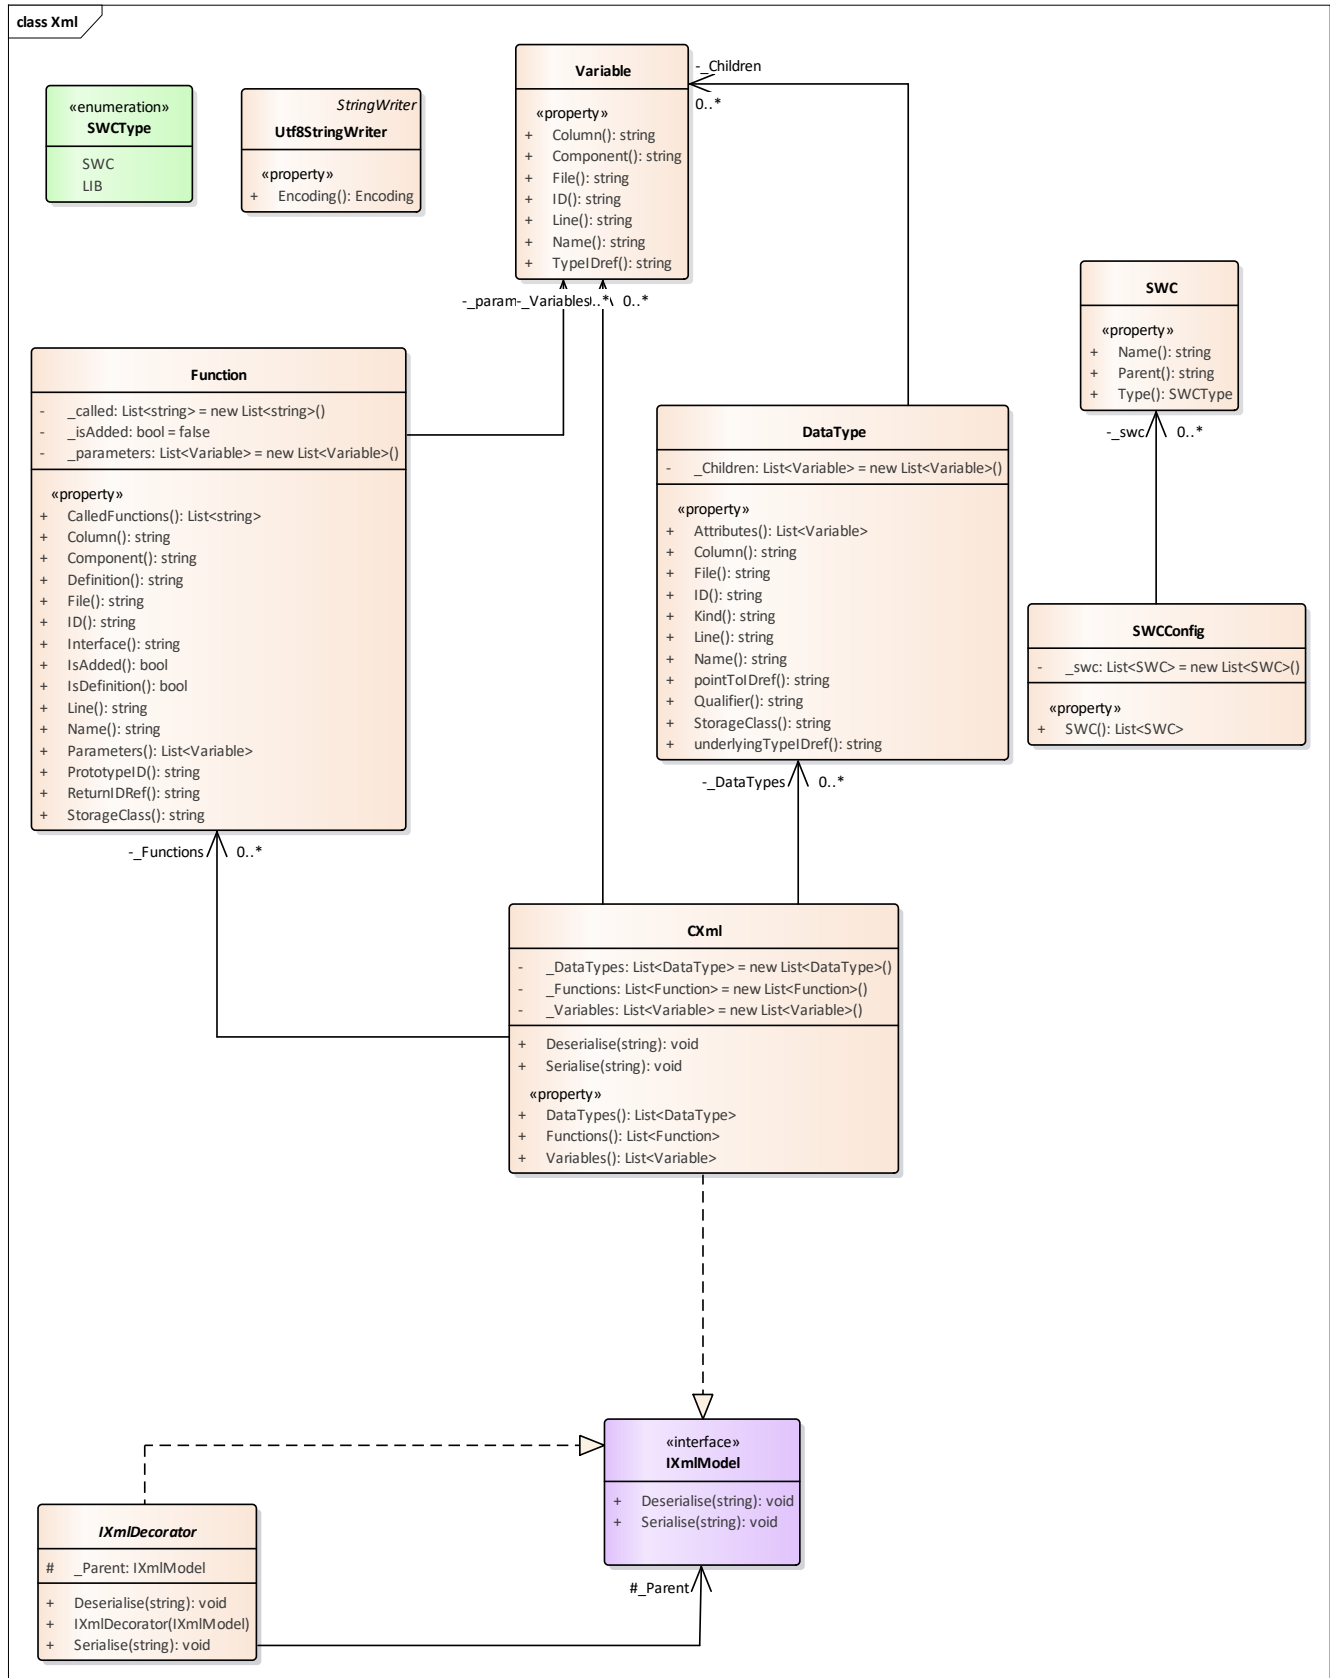 class Xml
«enumeration»
SWCType
SWC
LIB
StringWriter
Utf8StringWriter
«property»
+ Encoding(): Encoding
Variable
«property»
+ Column(): string
+ Component(): string
+ File(): string
+ ID(): string
+ Line(): string
+ Name(): string
+ TypeIDref(): string
-_Children
0..*
-_param
-_Variables
0..*
SWC
«property»
+ Name(): string
+ Parent(): string
+ Type(): SWCType
-_swc
0..*
Function
- _called: List<string> = new List<string>()
- _isAdded: bool = false
- _parameters: List<Variable> = new List<Variable>()
«property»
+ CalledFunctions(): List<string>
+ Column(): string
+ Component(): string
+ Definition(): string
+ File(): string
+ ID(): string
+ Interface(): string
+ IsAdded(): bool
+ IsDefinition(): bool
+ Line(): string
+ Name(): string
+ Parameters(): List<Variable>
+ PrototypeID(): string
+ ReturnIDRef(): string
+ StorageClass(): string
-_Functions
0..*
DataType
- _Children: List<Variable> = new List<Variable>()
«property»
+ Attributes(): List<Variable>
+ Column(): string
+ File(): string
+ ID(): string
+ Kind(): string
+ Line(): string
+ Name(): string
+ pointToIDref(): string
+ Qualifier(): string
+ StorageClass(): string
+ underlyingTypeIDref(): string
-_DataTypes
0..*
SWCConfig
- _swc: List<SWC> = new List<SWC>()
«property»
+ SWC(): List<SWC>
CXml
- _DataTypes: List<DataType> = new List<DataType>()
- _Functions: List<Function> = new List<Function>()
- _Variables: List<Variable> = new List<Variable>()
+ Deserialise(string): void
+ Serialise(string): void
«property»
+ DataTypes(): List<DataType>
+ Functions(): List<Function>
+ Variables(): List<Variable>
«interface»
IXmlModel
+ Deserialise(string): void
+ Serialise(string): void
#_Parent
IXmlDecorator
# _Parent: IXmlModel
+ Deserialise(string): void
+ IXmlDecorator(IXmlModel)
+ Serialise(string): void